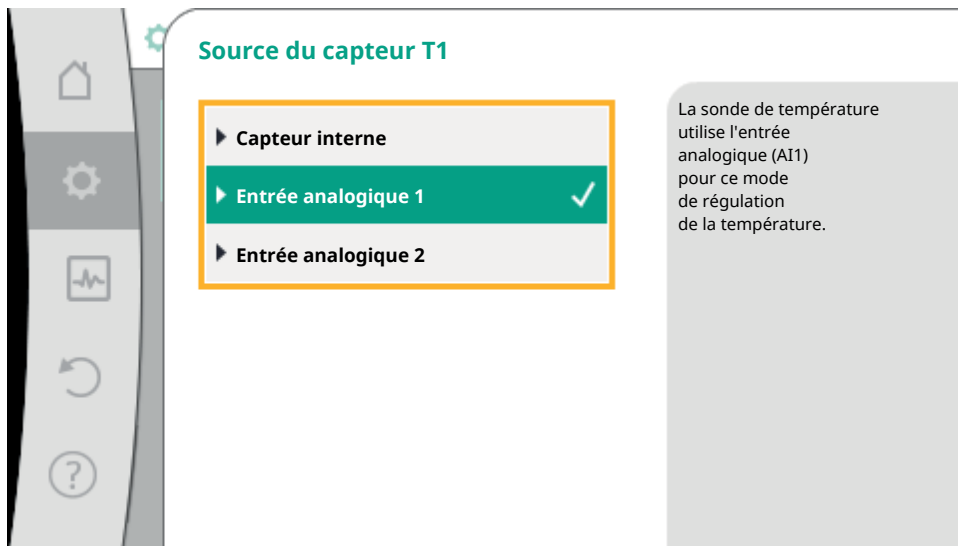 Source du capteur T1
Capteur interne
Entrée analogique 1
Entrée analogique 2
La sonde de température
utilise l'entrée
analogique (AI1)
pour ce mode
de régulation
de la température.
?